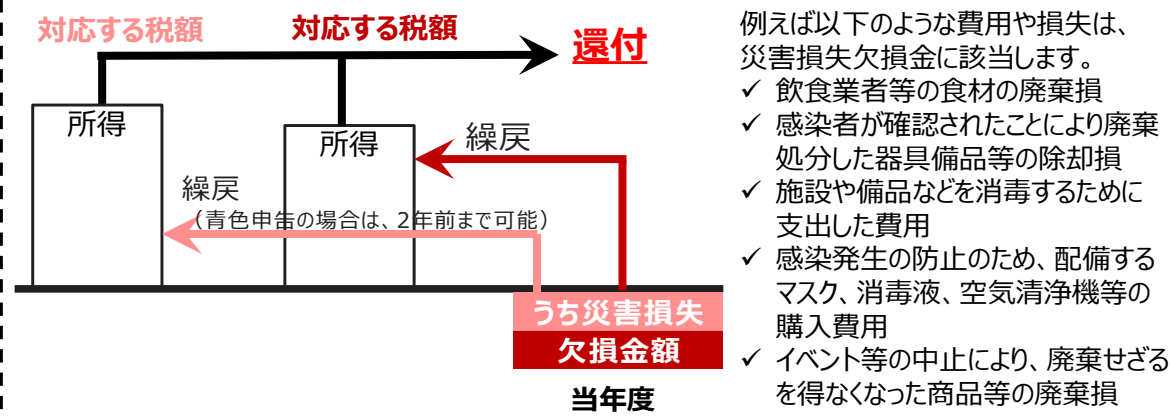 対応する税額
対応する税額
還付
所得
所得
繰戻
繰戻
（青色申告の場合は、2年前まで可能）
うち災害損失
欠損金額
当年度
例えば以下のような費用や損失は、
災害損失欠損金に該当します。
✓ 飲食業者等の食材の廃棄損
✓ 感染者が確認されたことにより廃棄
処分した器具備品等の除却損
✓ 施設や備品などを消毒するために
支出した費用
✓ 感染発生の防止のため、配備する
マスク、消毒液、空気清浄機等の
購入費用
✓ イベント等の中止により、廃棄せざる
を得なくなった商品等の廃棄損